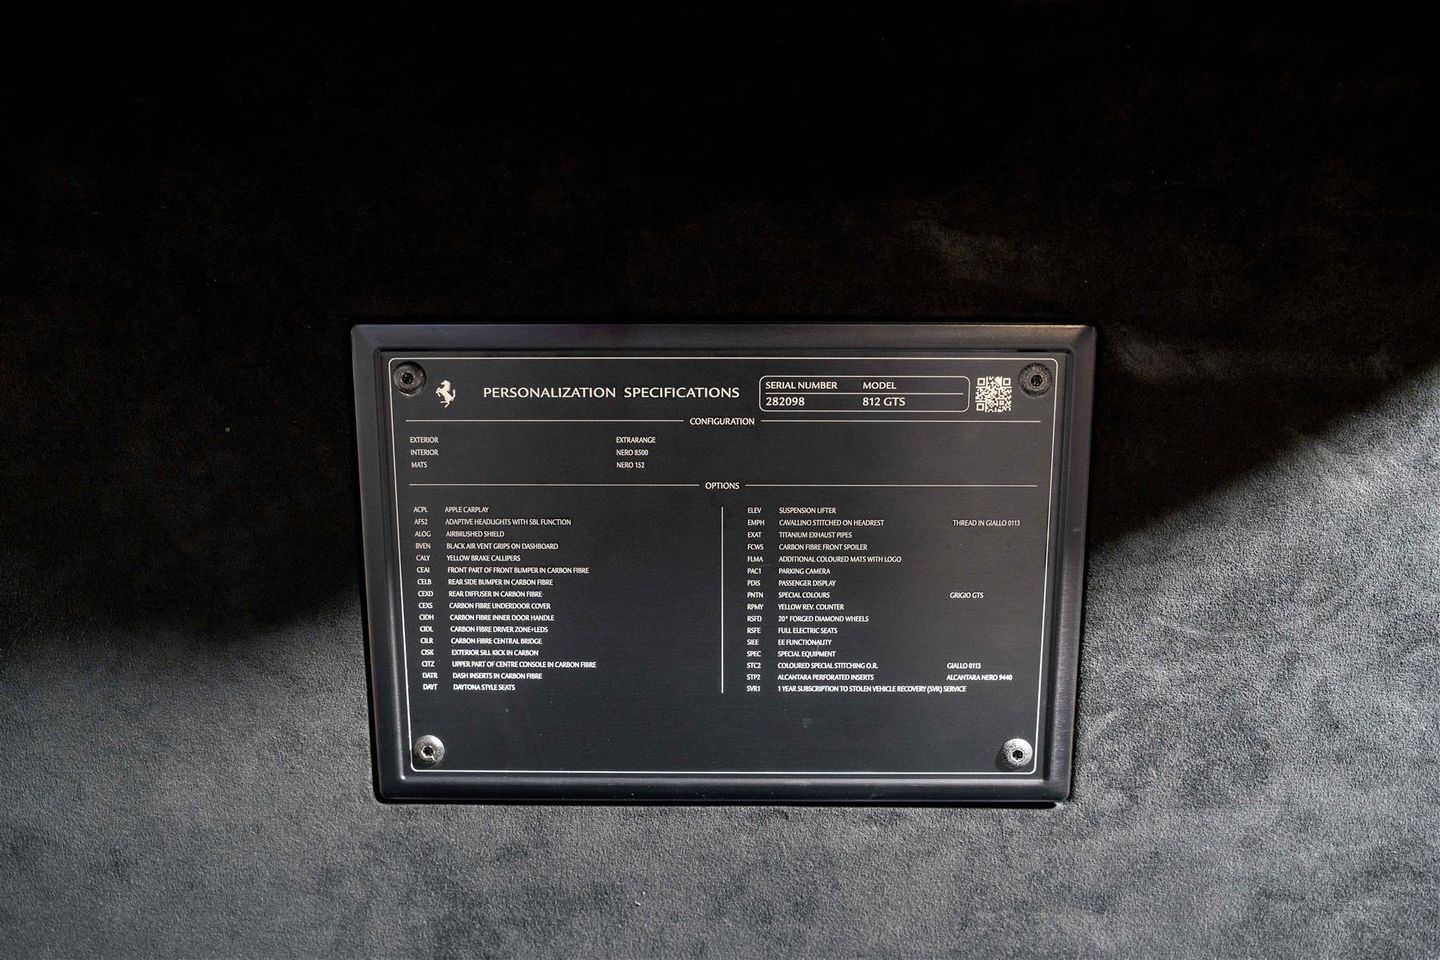 PERSONALIZATION SPECIFICATIONS
SERIAL NUMBER MODEL
282098 812 GTS
CONFIGURATION
EXTERIOR EXTRARANGE
INTERIOR NERO 8500
MATS NERO 152
OPTIONS
ACPL APPLE CARPLAY
AFS2 ADAPTIVE HEADLIGHTS WITH SBL FUNCTION
ALOG AIRBRUSHED SHIELD
BVEN BLACK AIR VENT GRIPS ON DASHBOARD
CALY YELLOW BRAKE CALLIPERS
CEAI FRONT PART OF FRONT BUMPER IN CARBON FIBRE
CELB REAR SIDE BUMPER IN CARBON FIBRE
CEXD REAR DIFFUSER IN CARBON FIBRE
CEXS CARBON FIBRE UNDERDOOR COVER
CIDH CARBON FIBRE INNER DOOR HANDLE
CIDL CARBON FIBRE DRIVER ZONE+LEDS
CILR CARBON FIBRE CENTRAL BRIDGE
CISK EXTERIOR SILL KICK IN CARBON
CITZ UPPER PART OF CENTRE CONSOLE IN CARBON FIBRE
DATR DASH INSERTS IN CARBON FIBRE
DAYT DAYTONA STYLE SEATS
ELEV SUSPENSION LIFTER
EMPH CAVALLINO STITCHED ON HEADREST THREAD IN GIALLO 0113
EXAT TITANIUM EXHAUST PIPES
FCWS CARBON FIBRE FRONT SPOILER
FLMA ADDITIONAL COLOURED MATS WITH LOGO
PAC1 PARKING CAMERA
PDIS PASSENGER DISPLAY
PNTN SPECIAL COLOURS GRIGIO GTS
RPMY YELLOW REV. COUNTER
RSFD 20" FORGED DIAMOND WHEELS
RSFE FULL ELECTRIC SEATS
SIEE EE FUNCTIONALITY
SPEC SPECIAL EQUIPMENT
STC2 COLOURED SPECIAL STITCHING O.R. GIALLO 0113
STP2 ALCANTARA PERFORATED INSERTS ALCANTARA NERO 9440
SVR1 1 YEAR SUBSCRIPTION TO STOLEN VEHICLE RECOVERY (SVR) SERVICE